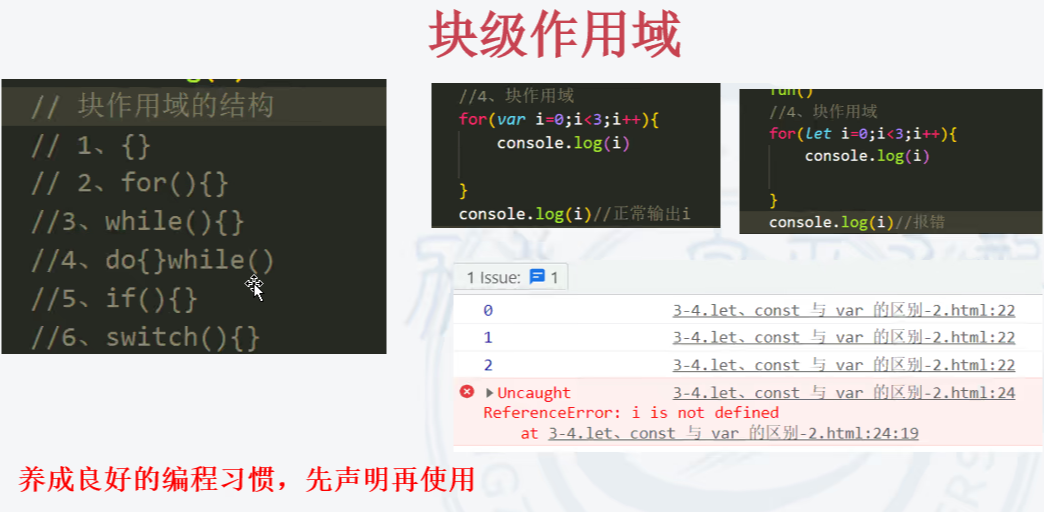 块级作用域
// 块作用域的结构
// 1、{}
// 2、for(){}
//3、while(){}
//4、do{}while()
//5、if(){}
//6、switch(){}
//4、块作用域
for(var i=0;i<3;i++){
console.log(i)
}
console.log(i)//正常输出i
fun()
//4、块作用域
for(let i=0;i<3;i++){
console.log(i)
}
console.log(i)//报错
1 Issue: 1
0 3-4.let、const 与 var 的区别-2.html:22
1 3-4.let、const 与 var 的区别-2.html:22
2 3-4.let、const 与 var 的区别-2.html:22
Uncaught 3-4.let、const 与 var 的区别-2.html:24
ReferenceError: i is not defined
at 3-4.let、const 与 var 的区别-2.html:24:19
养成良好的编程习惯，先声明再使用